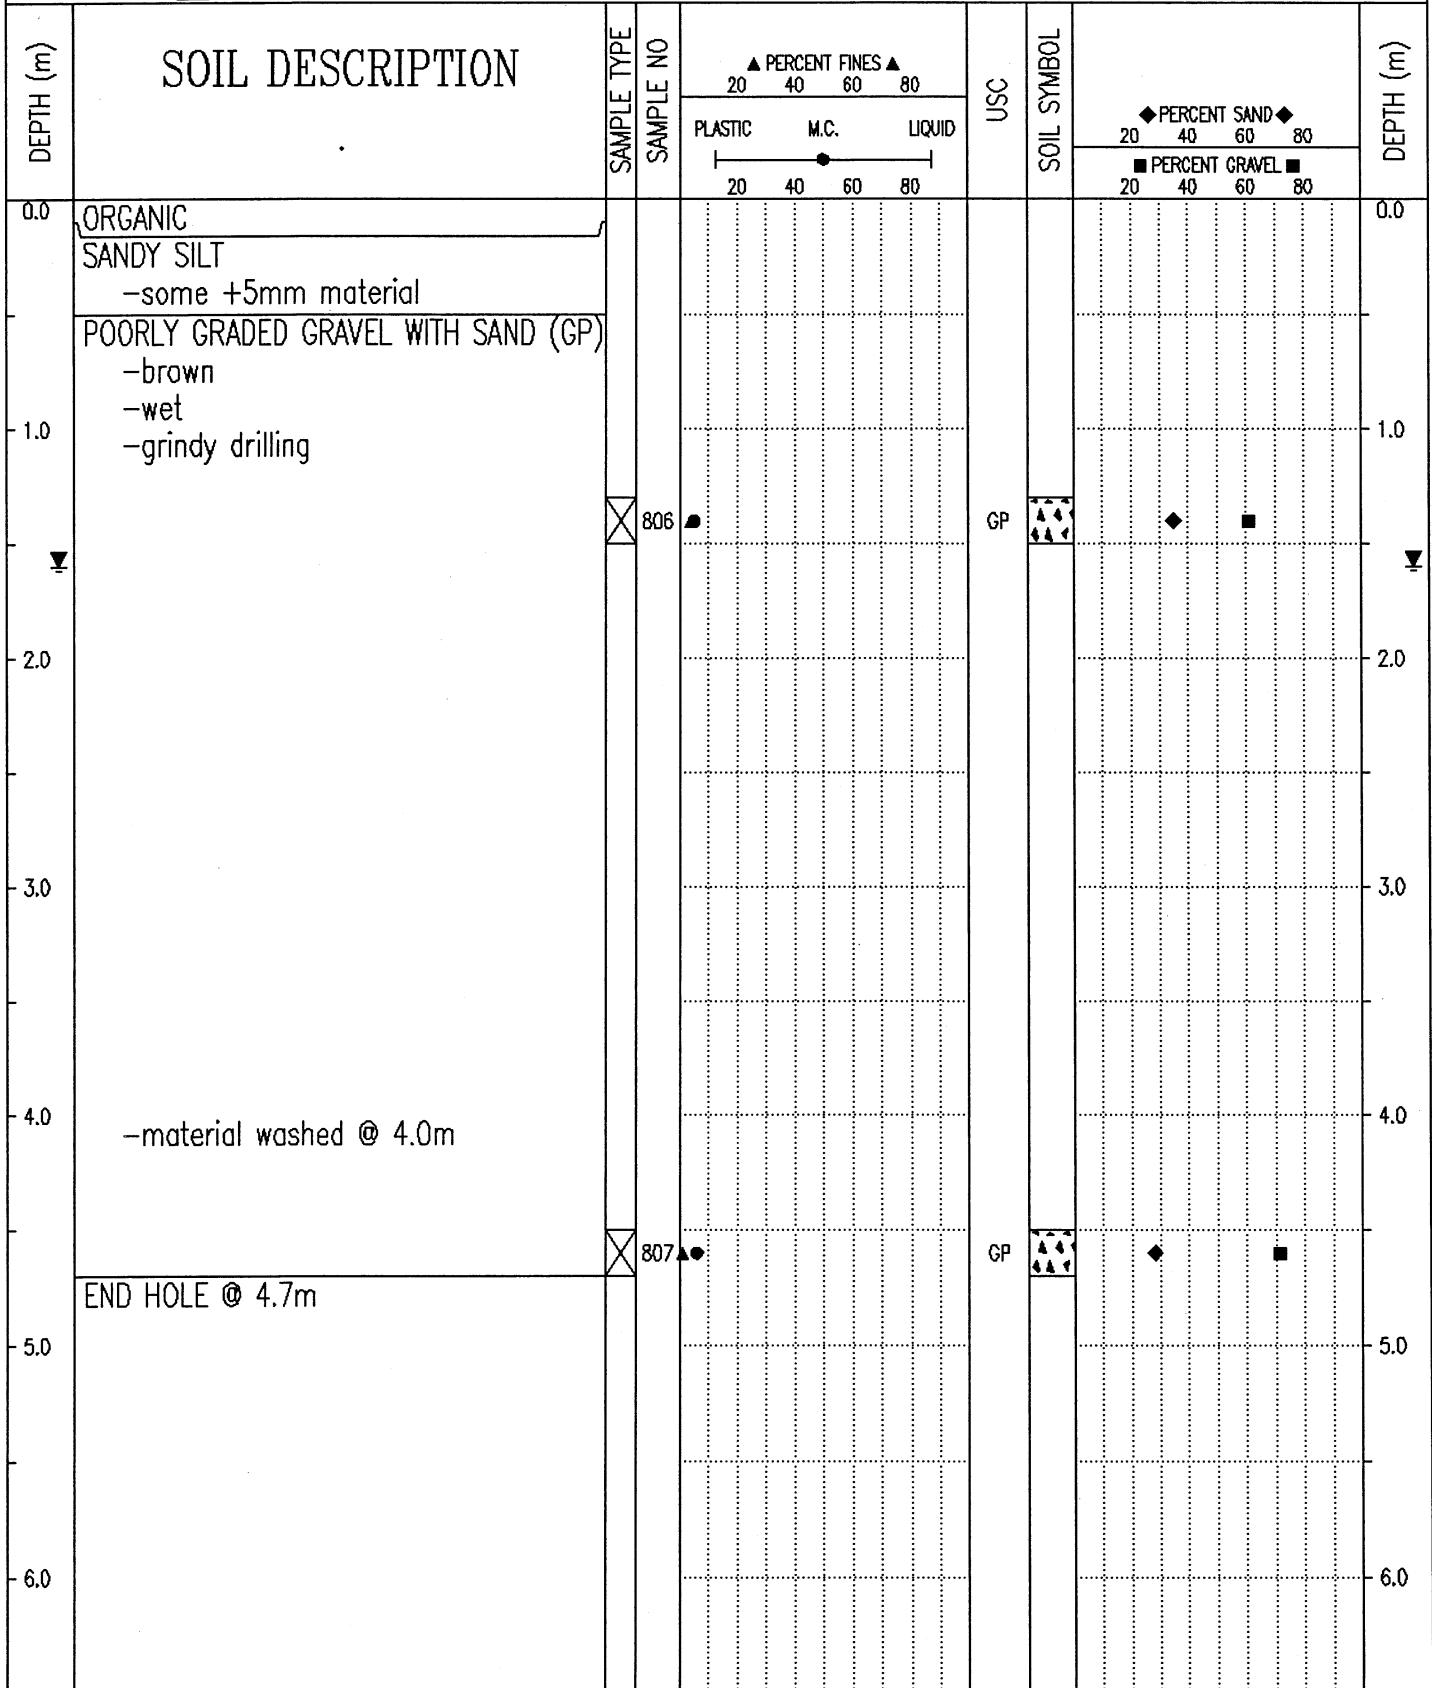 DEPTH (m)
SOIL DESCRIPTION
SAMPLE TYPE
SAMPLE NO
▲ PERCENT FINES ▲
20 40 60 80
PLASTIC M.C. LIQUID
20 40 60 80
USC
SOIL SYMBOL
◆PERCENT SAND◆
20 40 60 80
■ PERCENT GRAVEL ■
20 40 60 80
DEPTH (m)
0.0 ORGANIC 0.0
SANDY SILT
-some +5mm material
POORLY GRADED GRAVEL WITH SAND (GP)
-brown
-wet
1.0 1.0
-grindy drilling
806 GP
2.0 2.0
3.0 3.0
4.0 4.0
-material washed @ 4.0m
807 GP
END HOLE @ 4.7m
5.0 5.0
6.0 6.0